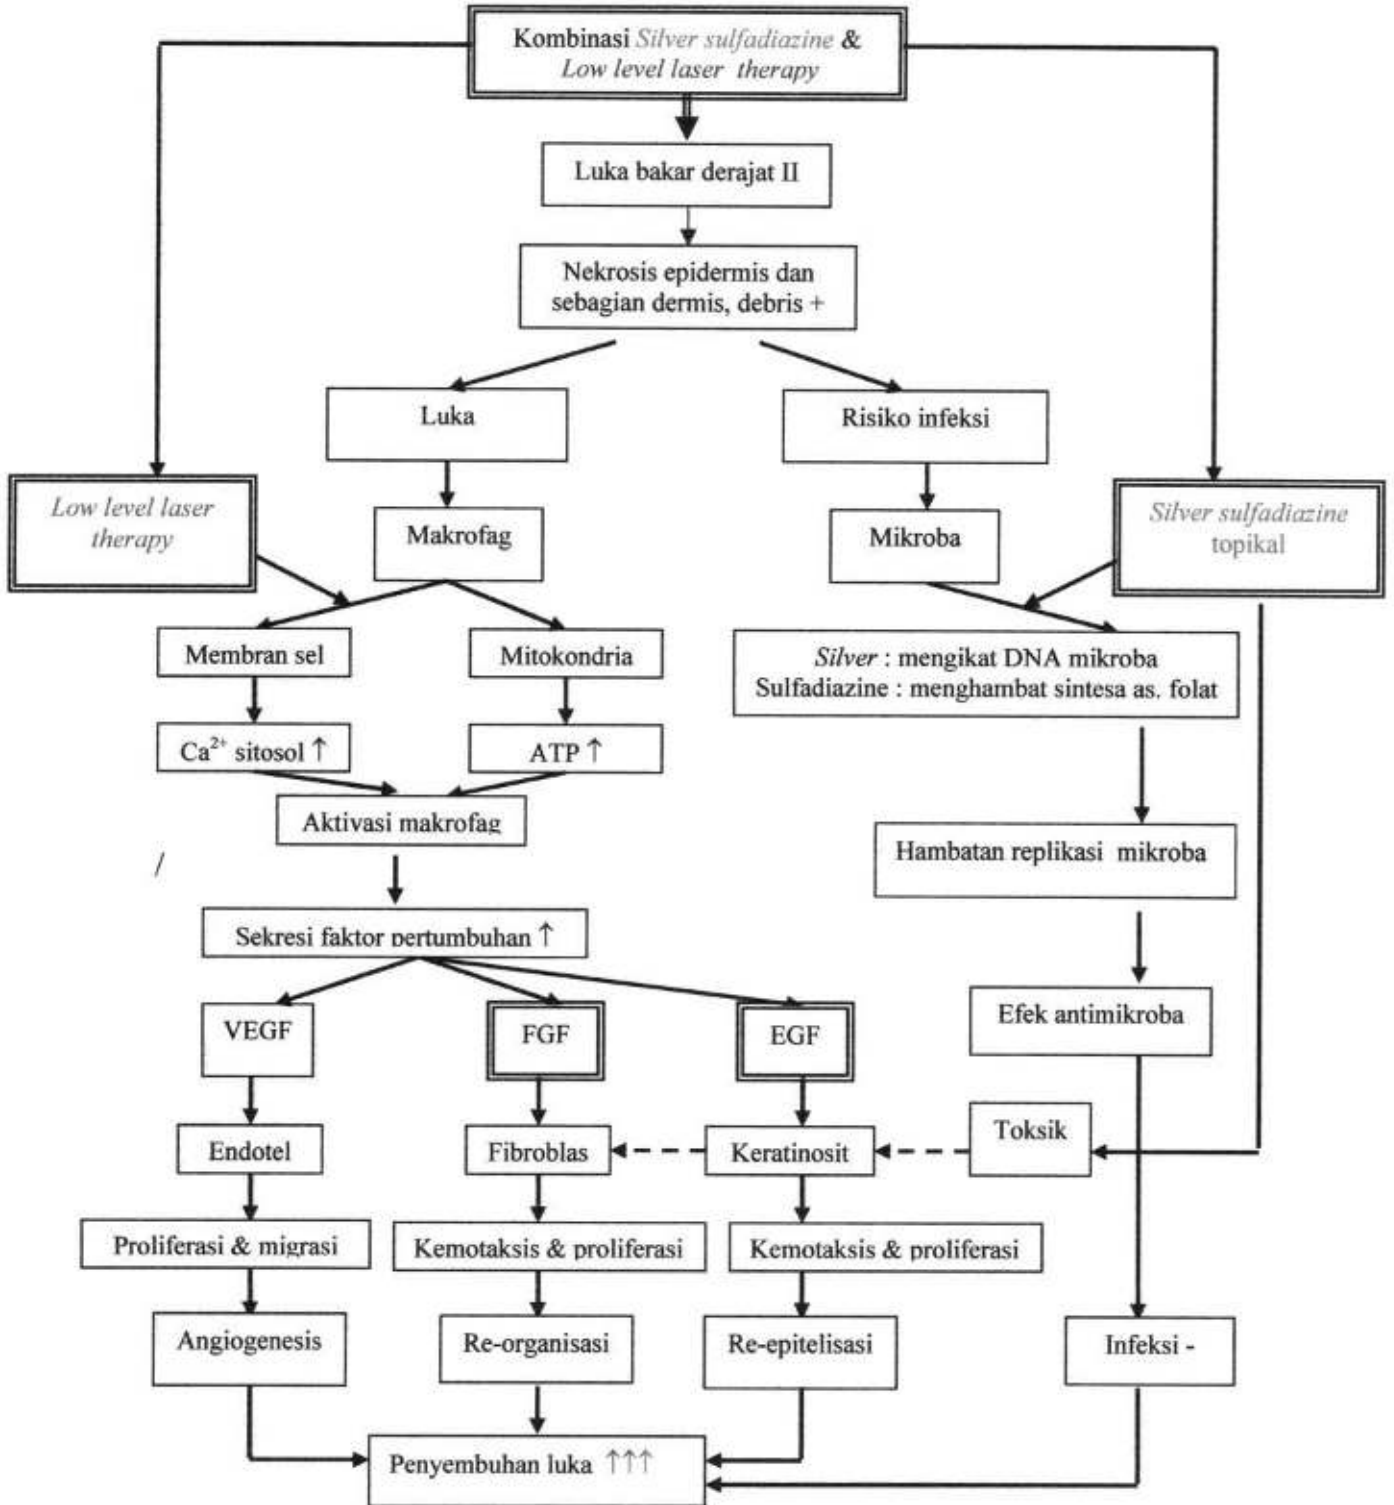 Kombinasi Silver sulfadiazine &
Low level laser therapy
Luka bakar derajat II
Nekrosis epidermis dan
sebagian dermis, debris +
Luka
Risiko infeksi
Low level laser
therapy
Makrofag
Mikroba
Silver sulfadiazine
topikal
Membran sel
Mitokondria
Silver : mengikat DNA mikroba
Sulfadiazine : menghambat sintesa as. folat
Ca²⁺ sitosol ↑
ATP ↑
Aktivasi makrofag
Hambatan replikasi mikroba
/
Sekresi faktor pertumbuhan ↑
VEGF
FGF
EGF
Efek antimikroba
Endotel
Fibroblas
Keratinosit
Toksik
Proliferasi & migrasi
Kemotaksis & proliferasi
Kemotaksis & proliferasi
Angiogenesis
Re-organisasi
Re-epitelisasi
Infeksi -
Penyembuhan luka ↑↑↑